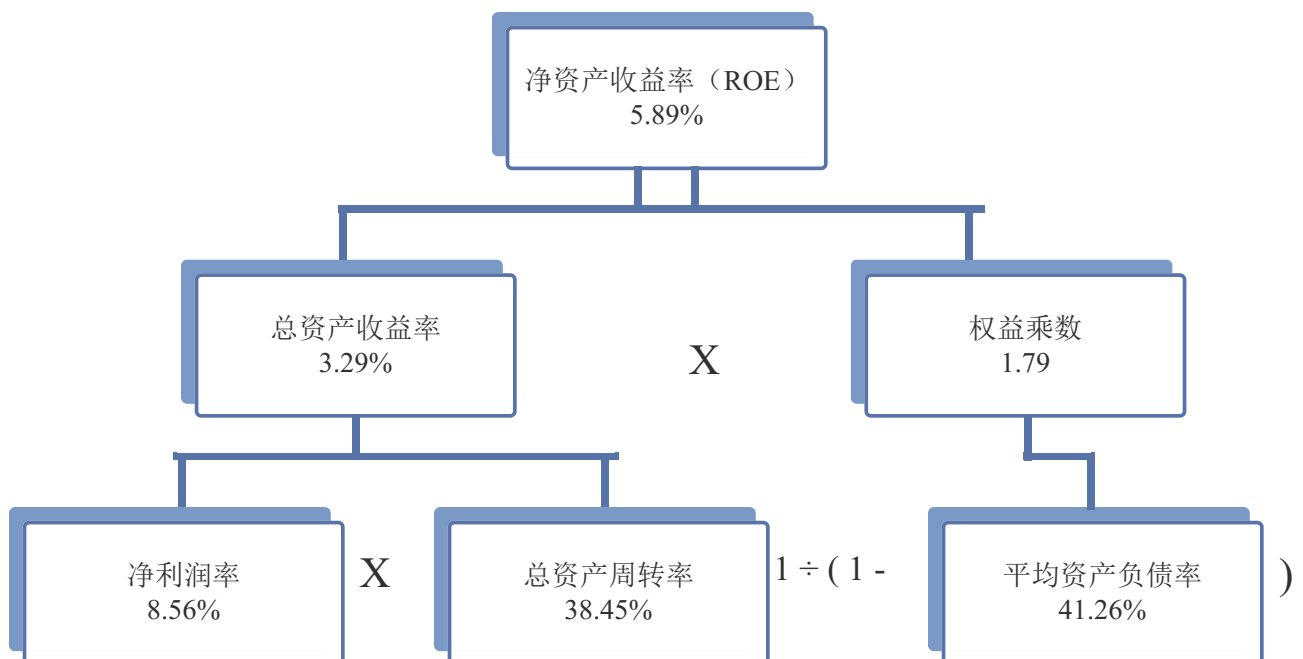 净资产收益率（ROE）
5.89%
总资产收益率
3.29%
X
权益乘数
1.79
净利润率
8.56%
X
总资产周转率
38.45%
1 ÷ ( 1 -
平均资产负债率
41.26%
)